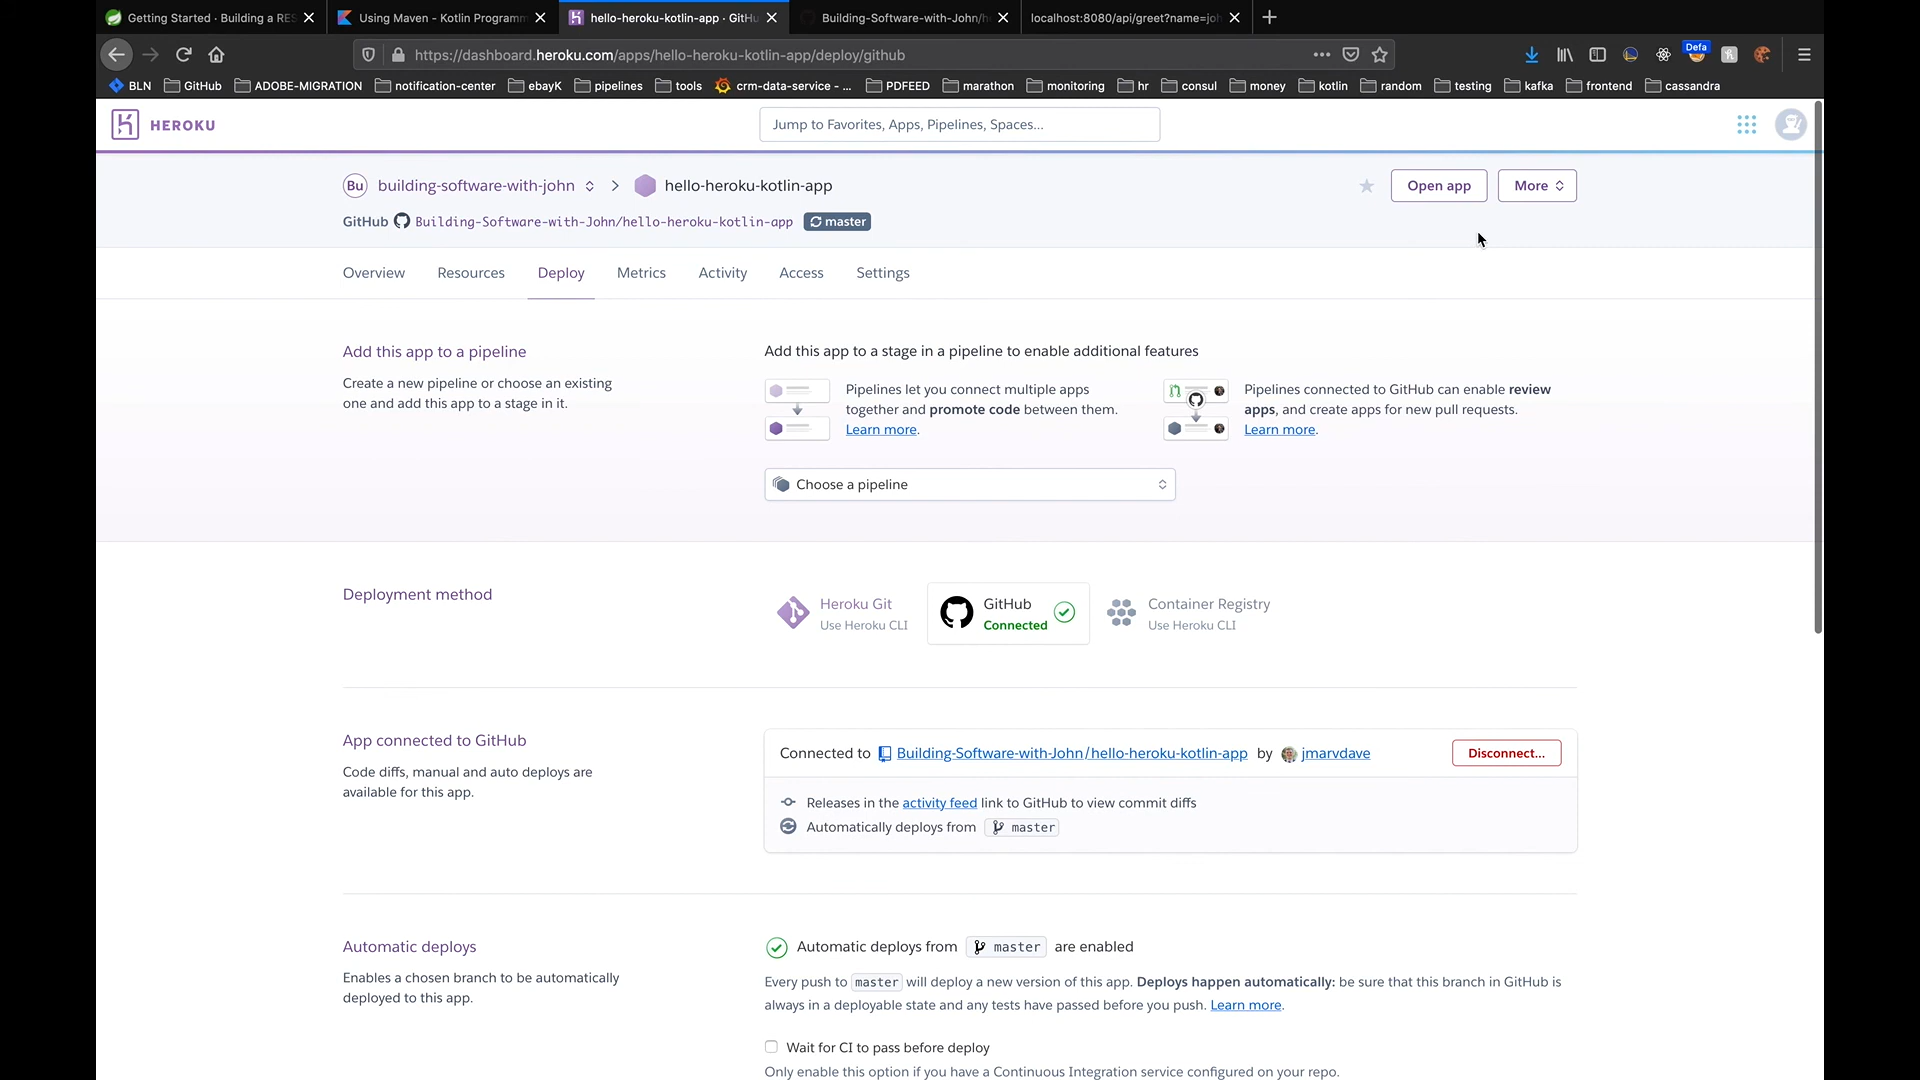 Getting Started · Building a RES
Using Maven - Kotlin Programm
hello-heroku-kotlin-app · GitHu
Building-Software-with-John/h
localhost:8080/api/greet?name=joh
https://dashboard.heroku.com/apps/hello-heroku-kotlin-app/deploy/github
Defa
BLN GitHub ADOBE-MIGRATION notification-center ebayK pipelines tools crm-data-service - ... PDFEED marathon monitoring hr consul money kotlin random testing kafka frontend cassandra
HEROKU
Jump to Favorites, Apps, Pipelines, Spaces...
Bu building-software-with-john > hello-heroku-kotlin-app
Open app More
GitHub Building-Software-with-John/hello-heroku-kotlin-app master
Overview Resources Deploy Metrics Activity Access Settings
Add this app to a pipeline
Create a new pipeline or choose an existing
one and add this app to a stage in it.
Add this app to a stage in a pipeline to enable additional features
Pipelines let you connect multiple apps
together and promote code between them.
Learn more.
Pipelines connected to GitHub can enable review
apps, and create apps for new pull requests.
Learn more.
Choose a pipeline
Deployment method
Heroku Git
Use Heroku CLI
GitHub
Connected
Container Registry
Use Heroku CLI
App connected to GitHub
Code diffs, manual and auto deploys are
available for this app.
Connected to Building-Software-with-John/hello-heroku-kotlin-app by jmarvdave
Disconnect...
Releases in the activity feed link to GitHub to view commit diffs
Automatically deploys from master
Automatic deploys
Enables a chosen branch to be automatically
deployed to this app.
Automatic deploys from master are enabled
Every push to master will deploy a new version of this app. Deploys happen automatically: be sure that this branch in GitHub is
always in a deployable state and any tests have passed before you push. Learn more.
Wait for CI to pass before deploy
Only enable this option if you have a Continuous Integration service configured on your repo.